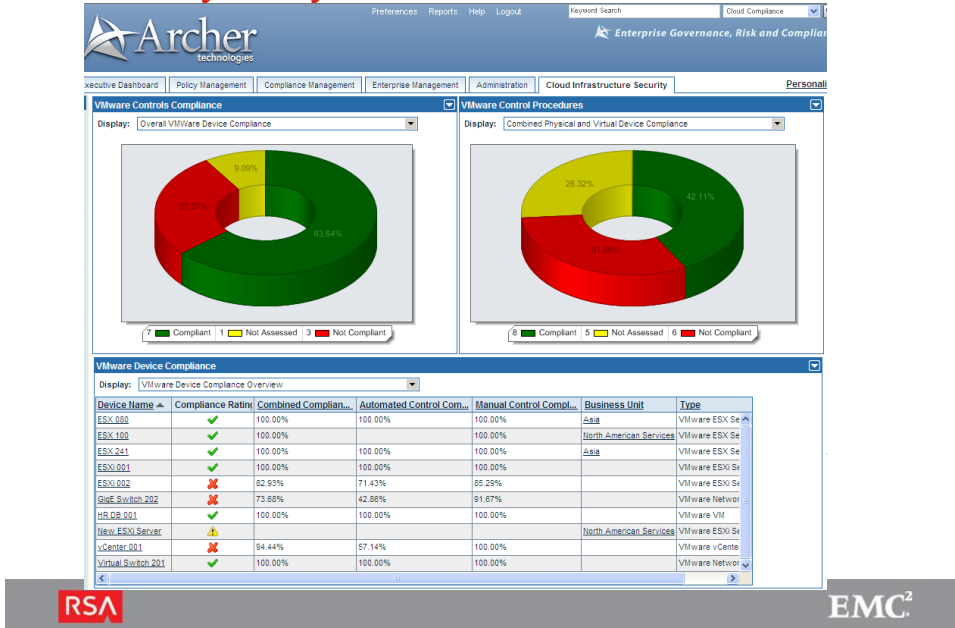 Preferences Reports Help Logout Keyword Search Cloud Compliance
Archer
technologies
Enterprise Governance, Risk and Complian
xecutive Dashboard Policy Management Compliance Management Enterprise Management Administration Cloud Infrastructure Security Personali
VMware Controls Compliance
Display: Overall VMWare Device Compliance
9.09%
27.27%
63.64%
7 Compliant 1 Not Assessed 3 Not Compliant
VMware Control Procedures
Display: Combined Physical and Virtual Device Compliance
26.32%
42.11%
31.58%
8 Compliant 5 Not Assessed 6 Not Compliant
VMware Device Compliance
Display: VMware Device Compliance Overview
Device Name Compliance Rating Combined Complian... Automated Control Com... Manual Control Compl... Business Unit Type
ESX 080 100.00% 100.00% 100.00% Asia VMware ESX Se
ESX 100 100.00% 100.00% North American Services VMware ESX Se
ESX 241 100.00% 100.00% 100.00% Asia VMware ESX Se
ESXi 001 100.00% 100.00% 100.00% VMware ESXi Se
ESXi 002 82.93% 71.43% 85.29% VMware ESXi Se
GigE Switch 202 73.68% 42.86% 91.67% VMware Networ
HR DB 001 100.00% 100.00% 100.00% VMware VM
New ESXi Server North American Services VMware ESXi Se
vCenter 001 94.44% 57.14% 100.00% VMware vCente
Virtual Switch 201 100.00% 100.00% 100.00% VMware Networ
RSA
EMC²